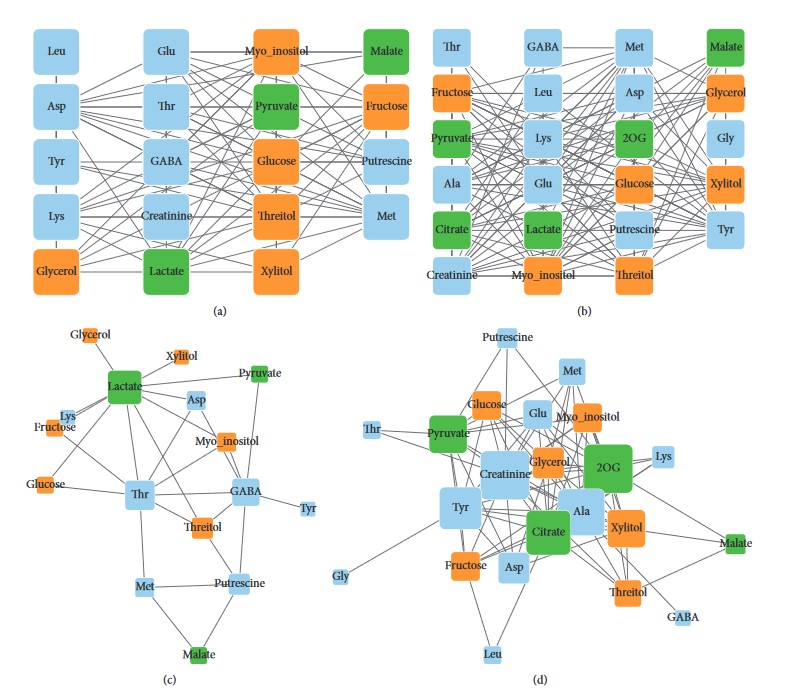 Leu Glu Myo_inositol Malate
Asp Thr Pyruvate Fructose
Tyr GABA Glucose Putrescine
Lys Creatinine Threitol Met
Glycerol Lactate Xylitol
(a)
Thr GABA Met Malate
Fructose Leu Asp Glycerol
Pyruvate Lys 2OG Gly
Ala Glu Glucose Xylitol
Citrate Lactate Putrescine Tyr
Creatinine Myo_inositol Threitol
(b)
Glycerol
Xylitol
Pyruvate
Lactate
Asp
Lys
Fructose
Myo_inositol
Glucose
Thr
GABA
Tyr
Threitol
Met
Putrescine
Malate
(c)
Putrescine
Met
Glucose
Glu
Myo_inositol
Thr
Pyruvate
Lys
Glycerol
2OG
Creatinine
Tyr
Ala
Citrate
Xylitol
Malate
Fructose
Asp
Gly
Threitol
GABA
Leu
(d)